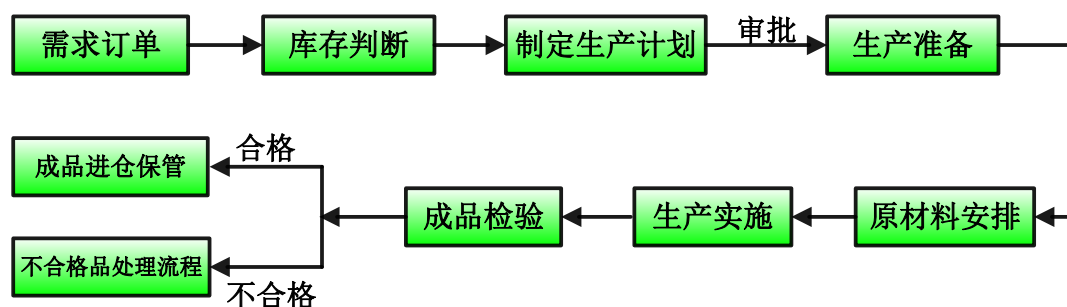 需求订单
库存判断
制定生产计划
审批
生产准备
原材料安排
生产实施
成品检验
合格
成品进仓保管
不合格
不合格品处理流程